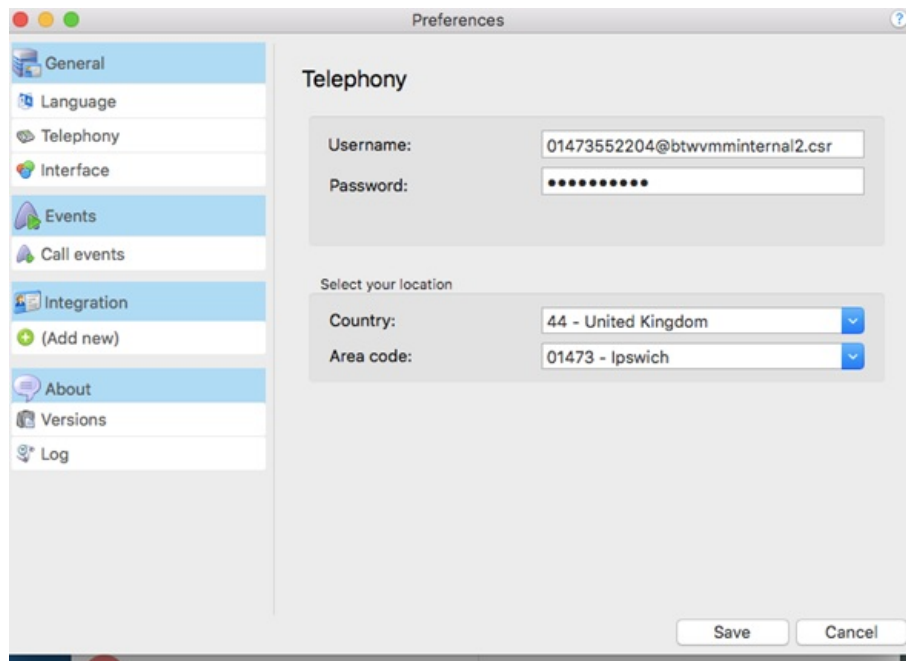 Preferences
?
General
Language
Telephony
Interface
Events
Call events
Integration
(Add new)
About
Versions
Log
Telephony
Username: 01473552204@btwvmminternal2.csr
Password: ••••••••••
Select your location
Country: 44 - United Kingdom
Area code: 01473 - Ipswich
Save Cancel